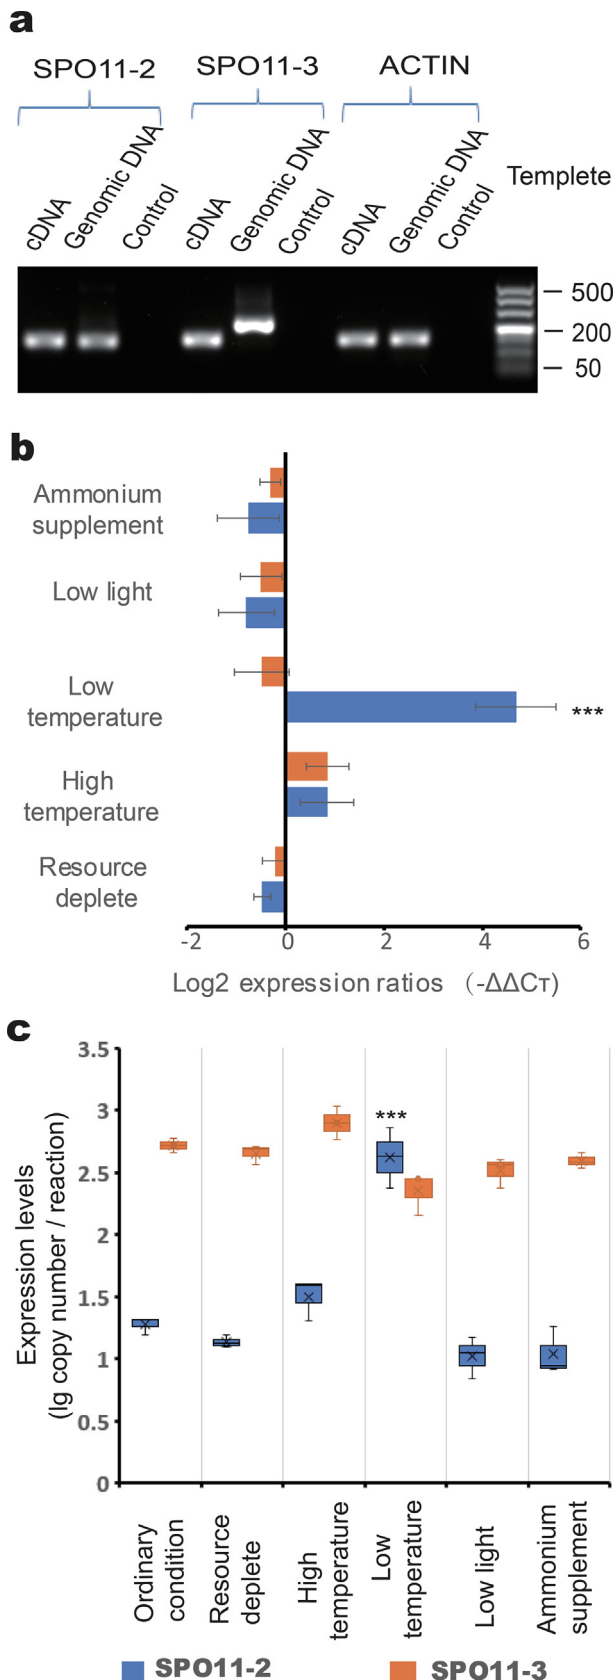 a
SPO11-2
SPO11-3
ACTIN
cDNA
Genomic DNA
Control
cDNA
Genomic DNA
Control
cDNA
Genomic DNA
Control
Templete
500
200
50
b
Ammonium
supplement
Low light
Low
temperature
***
High
temperature
Resource
deplete
-2 0 2 4 6
Log2 expression ratios （-ΔΔCт)
c
Expression levels
(lg copy number / reaction)
3.5
3
2.5
2
1.5
1
0.5
0
***
Ordinary
condition
Resource
deplete
High
temperature
Low
temperature
Low light
Ammonium
supplement
SPO11-2
SPO11-3